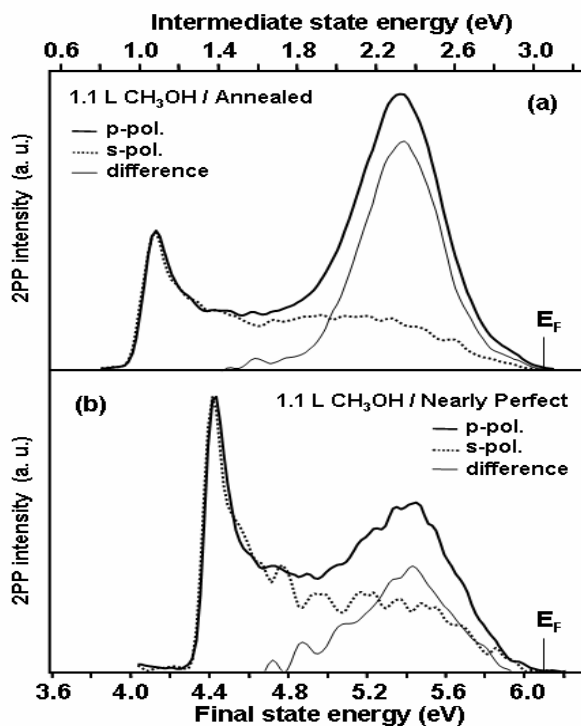 Intermediate state energy (eV)
0.6 1.0 1.4 1.8 2.2 2.6 3.0
(a)
1.1 L CH₃OH / Annealed
p-pol.
s-pol.
difference
2PP intensity (a. u.)
E_F
(b)
1.1 L CH₃OH / Nearly Perfect
p-pol.
s-pol.
difference
2PP intensity (a. u.)
E_F
3.6 4.0 4.4 4.8 5.2 5.6 6.0
Final state energy (eV)